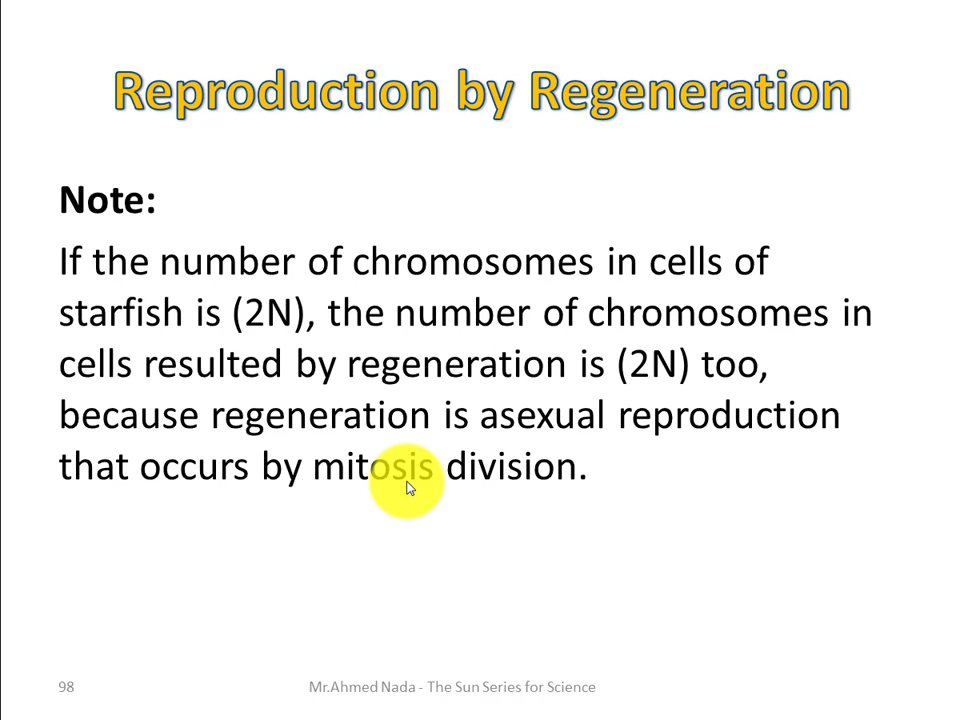 Reproduction by Regeneration
Note:
If the number of chromosomes in cells of
starfish is (2N), the number of chromosomes in
cells resulted by regeneration is (2N) too,
because regeneration is asexual reproduction
that occurs by mitosis division.
98
Mr.Ahmed Nada - The Sun Series for Science